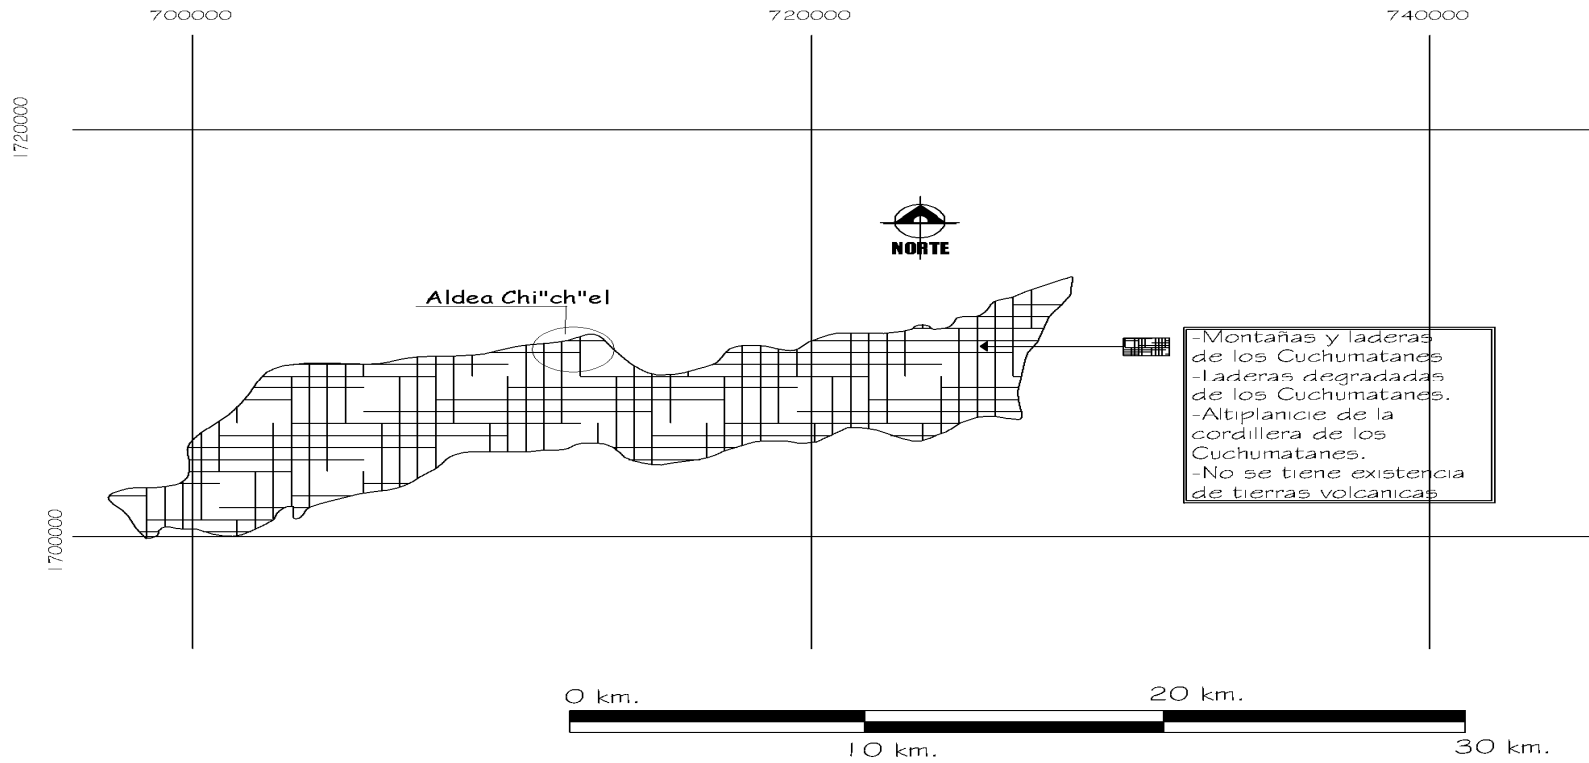 700000
720000
740000
1720000
NORTE
Aldea Chi"ch"el
-Montañas y laderas
de los Cuchumatanes
-Laderas degradadas
de los Cuchumatanes.
-Altiplanicie de la
cordillera de los
Cuchumatanes.
-No se tiene existencia
de tierras volcanicas
1700000
0 km.
20 km.
10 km.
30 km.